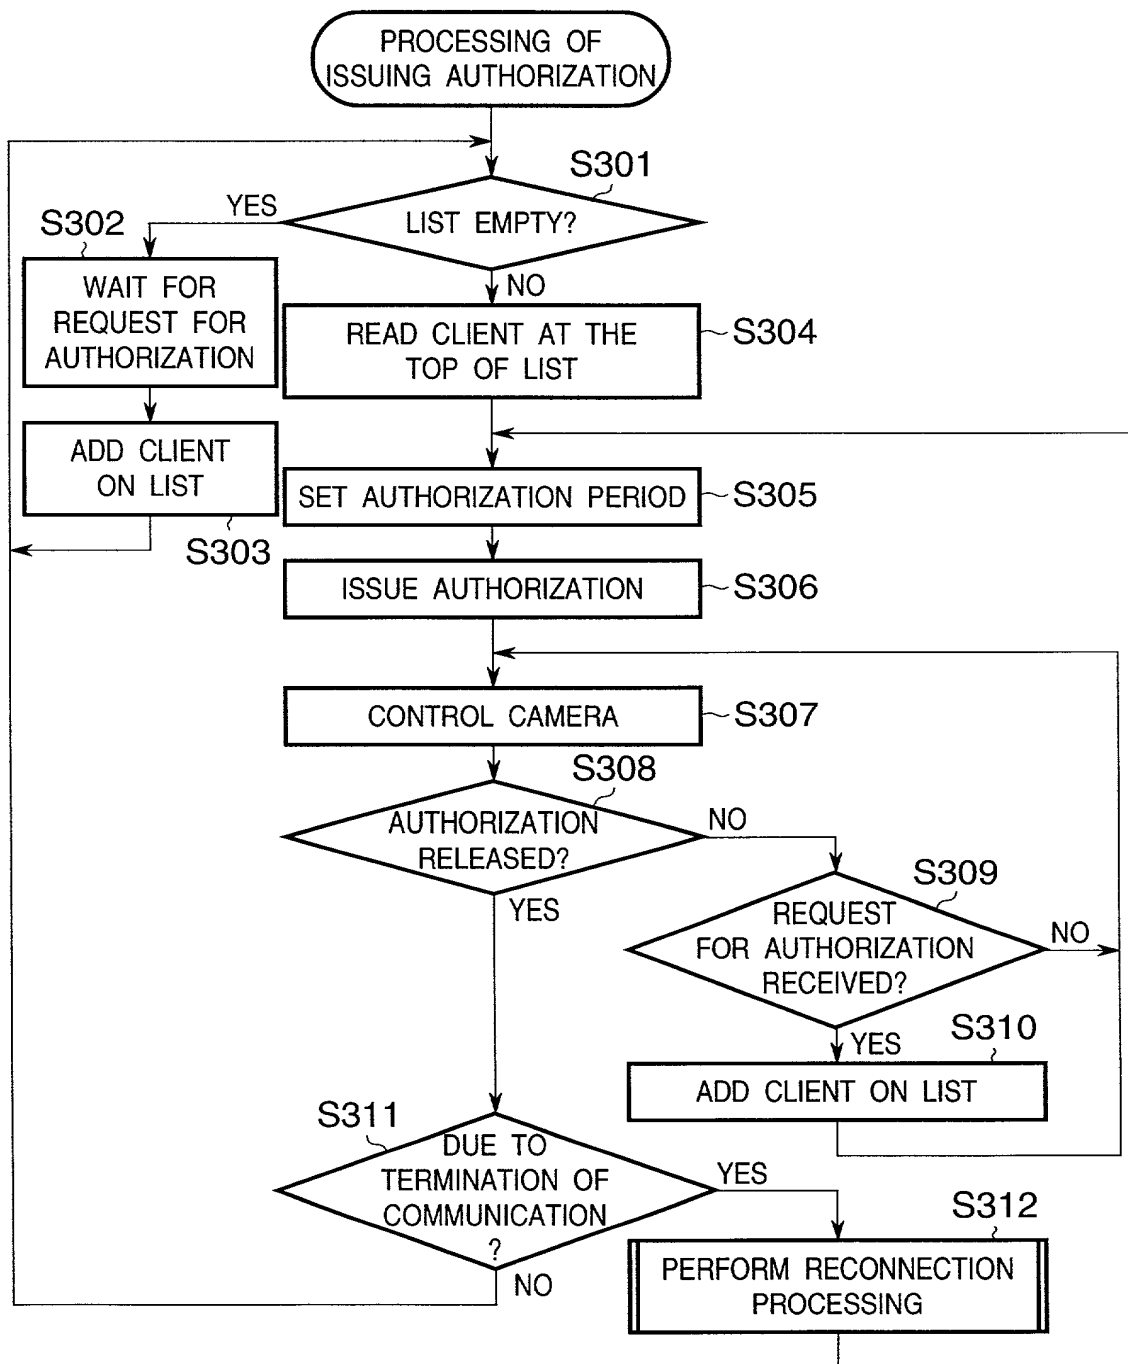 PROCESSING OF
ISSUING AUTHORIZATION
S301
YES
LIST EMPTY?
S302
NO
WAIT FOR
REQUEST FOR
AUTHORIZATION
READ CLIENT AT THE
TOP OF LIST
S304
ADD CLIENT
ON LIST
S303
SET AUTHORIZATION PERIOD
S305
ISSUE AUTHORIZATION
S306
CONTROL CAMERA
S307
S308
AUTHORIZATION
RELEASED?
NO
YES
S309
REQUEST
FOR AUTHORIZATION
RECEIVED?
NO
YES
S310
ADD CLIENT ON LIST
S311
DUE TO
TERMINATION OF
COMMUNICATION
?
YES
NO
S312
PERFORM RECONNECTION
PROCESSING